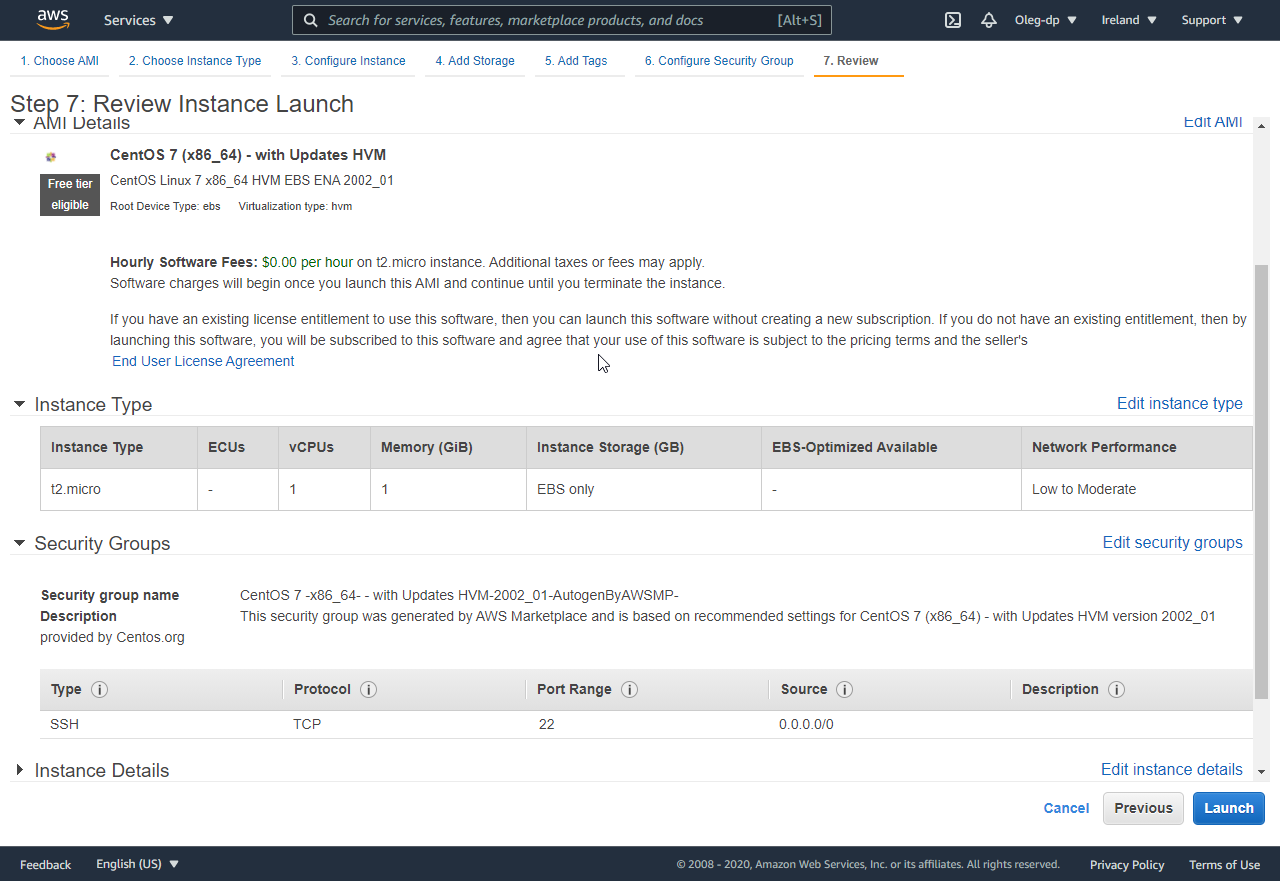 aws Services Search for services, features, marketplace products, and docs [Alt+S] Oleg-dp Ireland Support
1. Choose AMI 2. Choose Instance Type 3. Configure Instance 4. Add Storage 5. Add Tags 6. Configure Security Group 7. Review
Step 7: Review Instance Launch
AMI Details Edit AMI
CentOS 7 (x86_64) - with Updates HVM
Free tier eligible
CentOS Linux 7 x86_64 HVM EBS ENA 2002_01
Root Device Type: ebs Virtualization type: hvm
Hourly Software Fees: $0.00 per hour on t2.micro instance. Additional taxes or fees may apply.
Software charges will begin once you launch this AMI and continue until you terminate the instance.
If you have an existing license entitlement to use this software, then you can launch this software without creating a new subscription. If you do not have an existing entitlement, then by
launching this software, you will be subscribed to this software and agree that your use of this software is subject to the pricing terms and the seller's
End User License Agreement
Instance Type Edit instance type
Instance Type ECUs vCPUs Memory (GiB) Instance Storage (GB) EBS-Optimized Available Network Performance
t2.micro - 1 1 EBS only - Low to Moderate
Security Groups Edit security groups
Security group name CentOS 7 -x86_64- - with Updates HVM-2002_01-AutogenByAWSMP-
Description This security group was generated by AWS Marketplace and is based on recommended settings for CentOS 7 (x86_64) - with Updates HVM version 2002_01
provided by Centos.org
Type i Protocol i Port Range i Source i Description i
SSH TCP 22 0.0.0.0/0
Instance Details Edit instance details
Cancel Previous Launch
Feedback English (US) © 2008 - 2020, Amazon Web Services, Inc. or its affiliates. All rights reserved. Privacy Policy Terms of Use